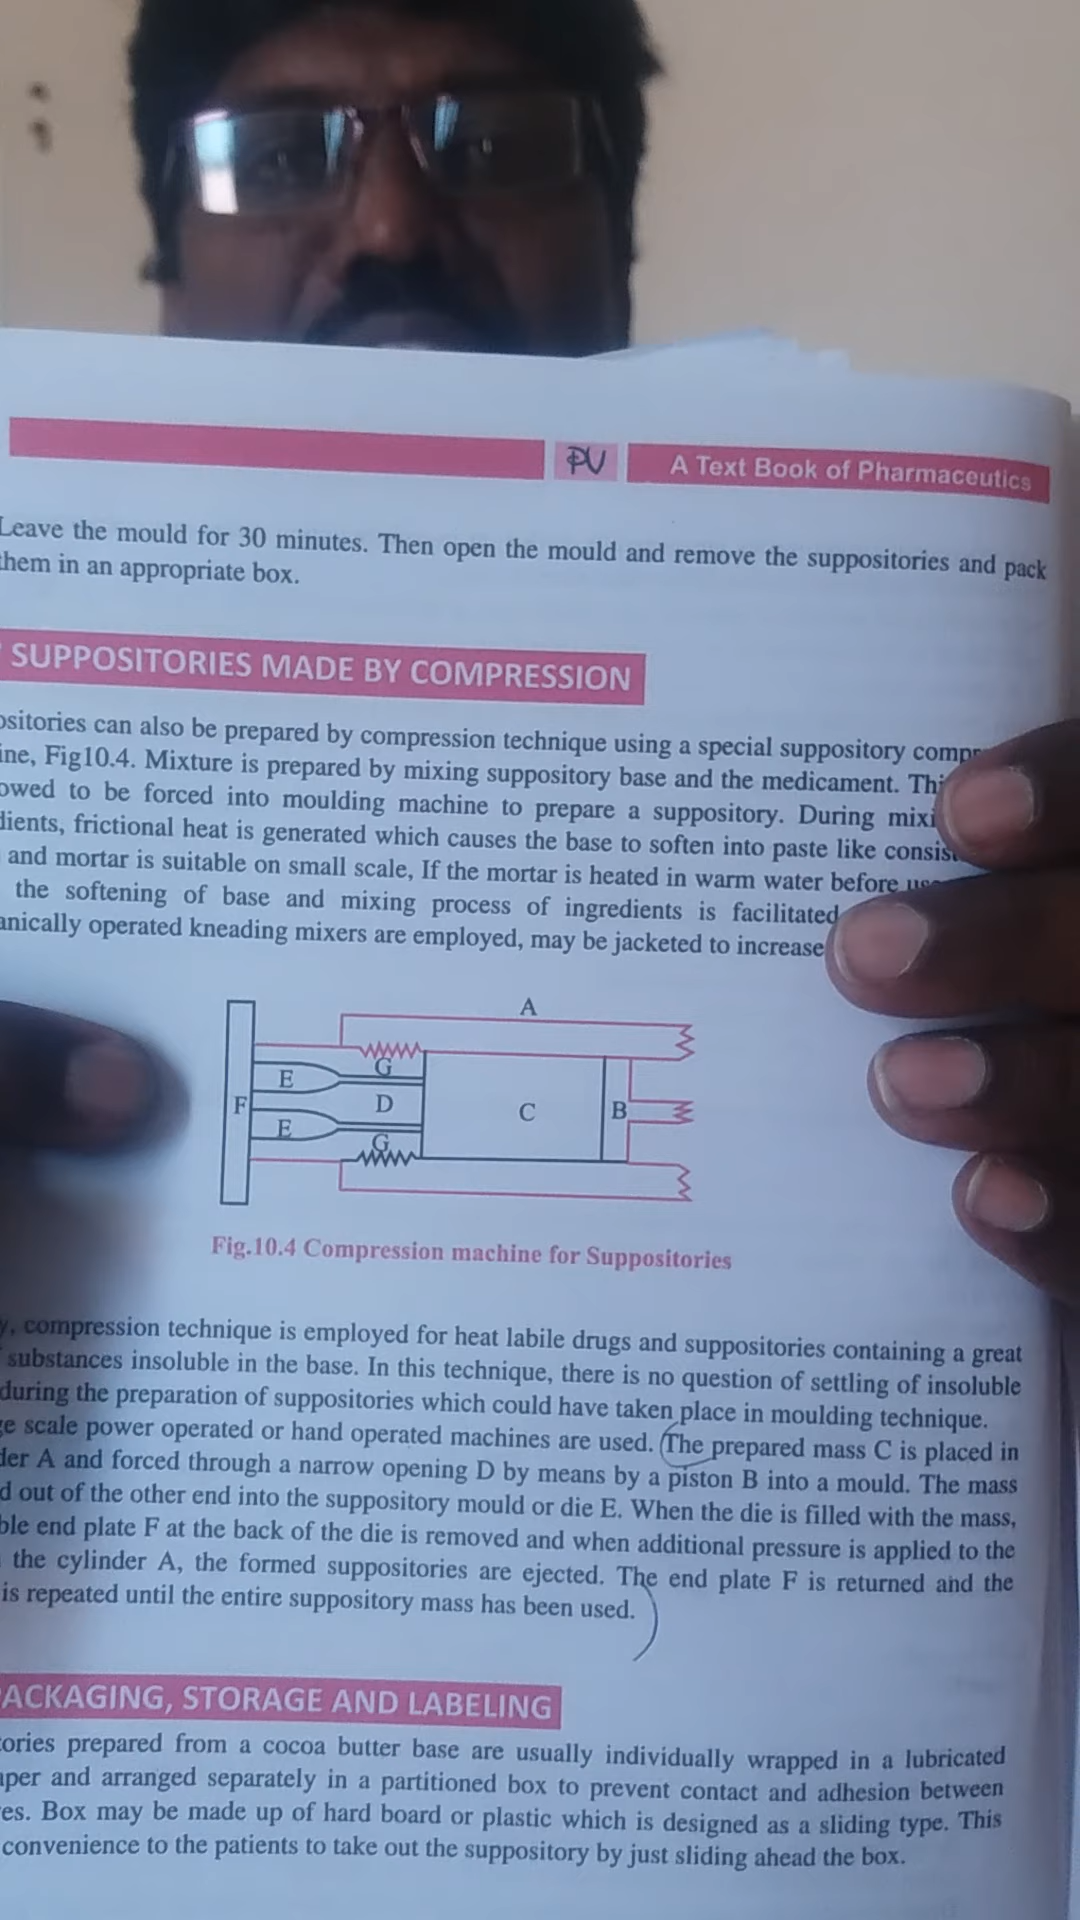 PV
A Text Book of Pharmaceutics
Leave the mould for 30 minutes. Then open the mould and remove the suppositories and pack
them in an appropriate box.
SUPPOSITORIES MADE BY COMPRESSION
can also be prepared by compression technique using a special suppository
Fig10.4. Mixture is prepared by mixing suppository base and the medicament.
to be forced into moulding machine to prepare a suppository. During
frictional heat is generated which causes the base to soften into paste like
and mortar is suitable on small scale, If the mortar is heated in warm water before
the softening of base and mixing process of ingredients is facilitated
operated kneading mixers are employed, may be jacketed to increase
A
G
E
F
D
C
B
E
G
Fig.10.4 Compression machine for Suppositories
compression technique is employed for heat labile drugs and suppositories containing a great
substances insoluble in the base. In this technique, there is no question of settling of insoluble
during the preparation of suppositories which could have taken place in moulding technique.
scale power operated or hand operated machines are used. The prepared mass C is placed in
A and forced through a narrow opening D by means by a piston B into a mould. The mass
out of the other end into the suppository mould or die E. When the die is filled with the mass,
end plate F at the back of the die is removed and when additional pressure is applied to the
the cylinder A, the formed suppositories are ejected. The end plate F is returned and the
is repeated until the entire suppository mass has been used.
PACKAGING, STORAGE AND LABELING
prepared from a cocoa butter base are usually individually wrapped in a lubricated
and arranged separately in a partitioned box to prevent contact and adhesion between
Box may be made up of hard board or plastic which is designed as a sliding type. This
convenience to the patients to take out the suppository by just sliding ahead the box.